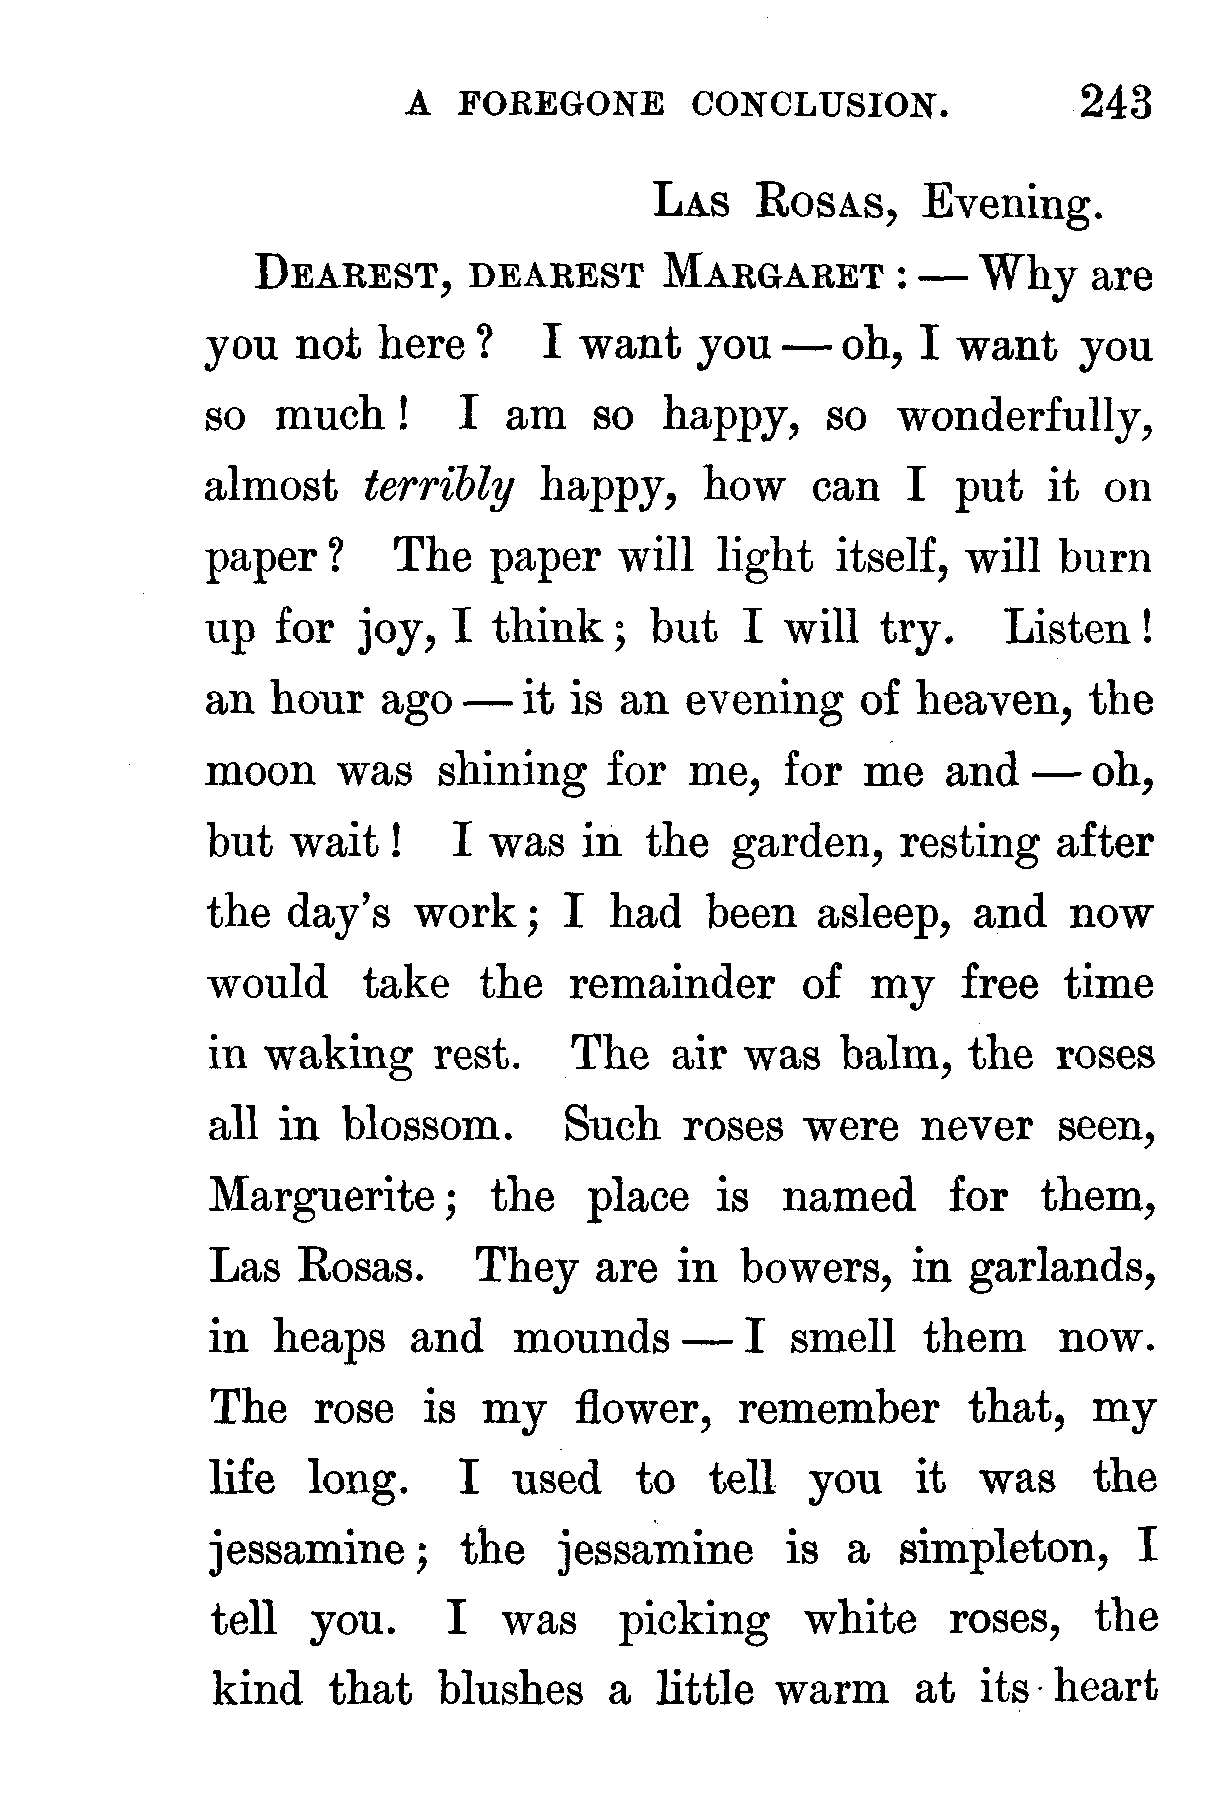 A FOREGONE CONCLUSION. 243
LAS ROSAS, Evening.
DEAREST, DEAREST MARGARET : — Why are
you not here ? I want you — oh, I want you
so much ! I am so happy, so wonderfully,
almost terribly happy, how can I put it on
paper ? The paper will light itself, will burn
up for joy, I think ; but I will try. Listen !
an hour ago — it is an evening of heaven, the
moon was shining for me, for me and — oh,
but wait ! I was in the garden, resting after
the day's work ; I had been asleep, and now
would take the remainder of my free time
in waking rest. The air was balm, the roses
all in blossom. Such roses were never seen,
Marguerite ; the place is named for them,
Las Rosas. They are in bowers, in garlands,
in heaps and mounds — I smell them now.
The rose is my flower, remember that, my
life long. I used to tell you it was the
jessamine ; the jessamine is a simpleton, I
tell you. I was picking white roses, the
kind that blushes a little warm at its heart